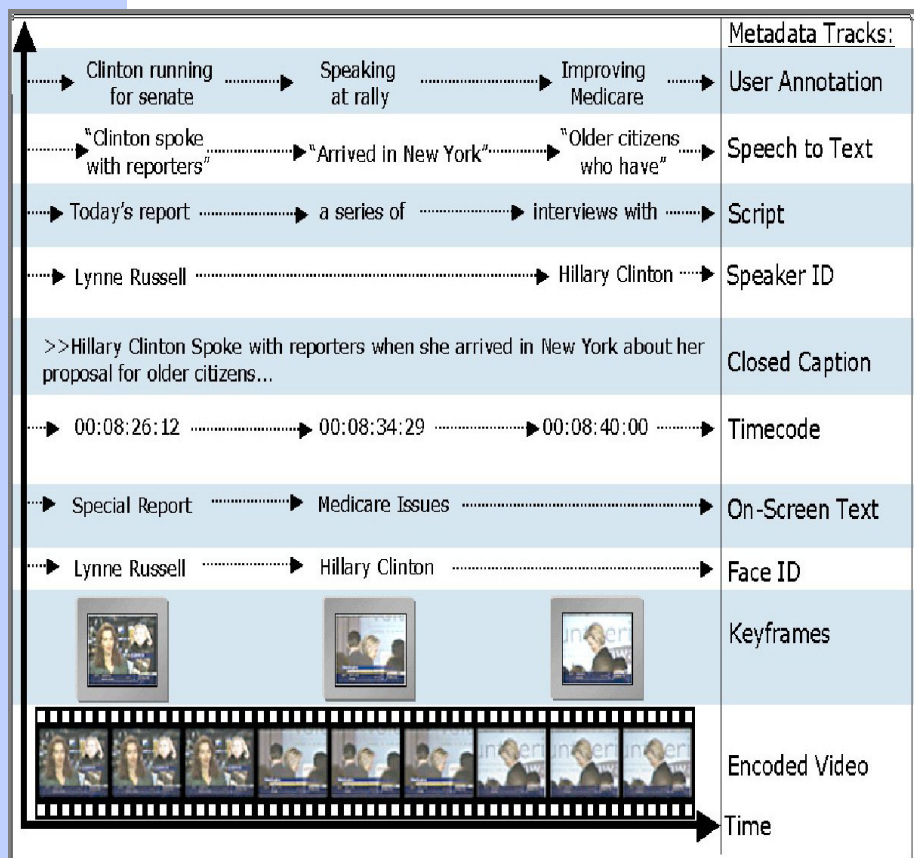 Metadata Tracks:
Clinton running
for senate
Speaking
at rally
Improving
Medicare
User Annotation
"Clinton spoke
with reporters"
"Arrived in New York"
"Older citizens
who have"
Speech to Text
Today's report
a series of
interviews with
Script
Lynne Russell
Hillary Clinton
Speaker ID
>>Hillary Clinton Spoke with reporters when she arrived in New York about her
proposal for older citizens...
Closed Caption
00:08:26:12
00:08:34:29
00:08:40:00
Timecode
Special Report
Medicare Issues
On-Screen Text
Lynne Russell
Hillary Clinton
Face ID
Keyframes
Encoded Video
Time